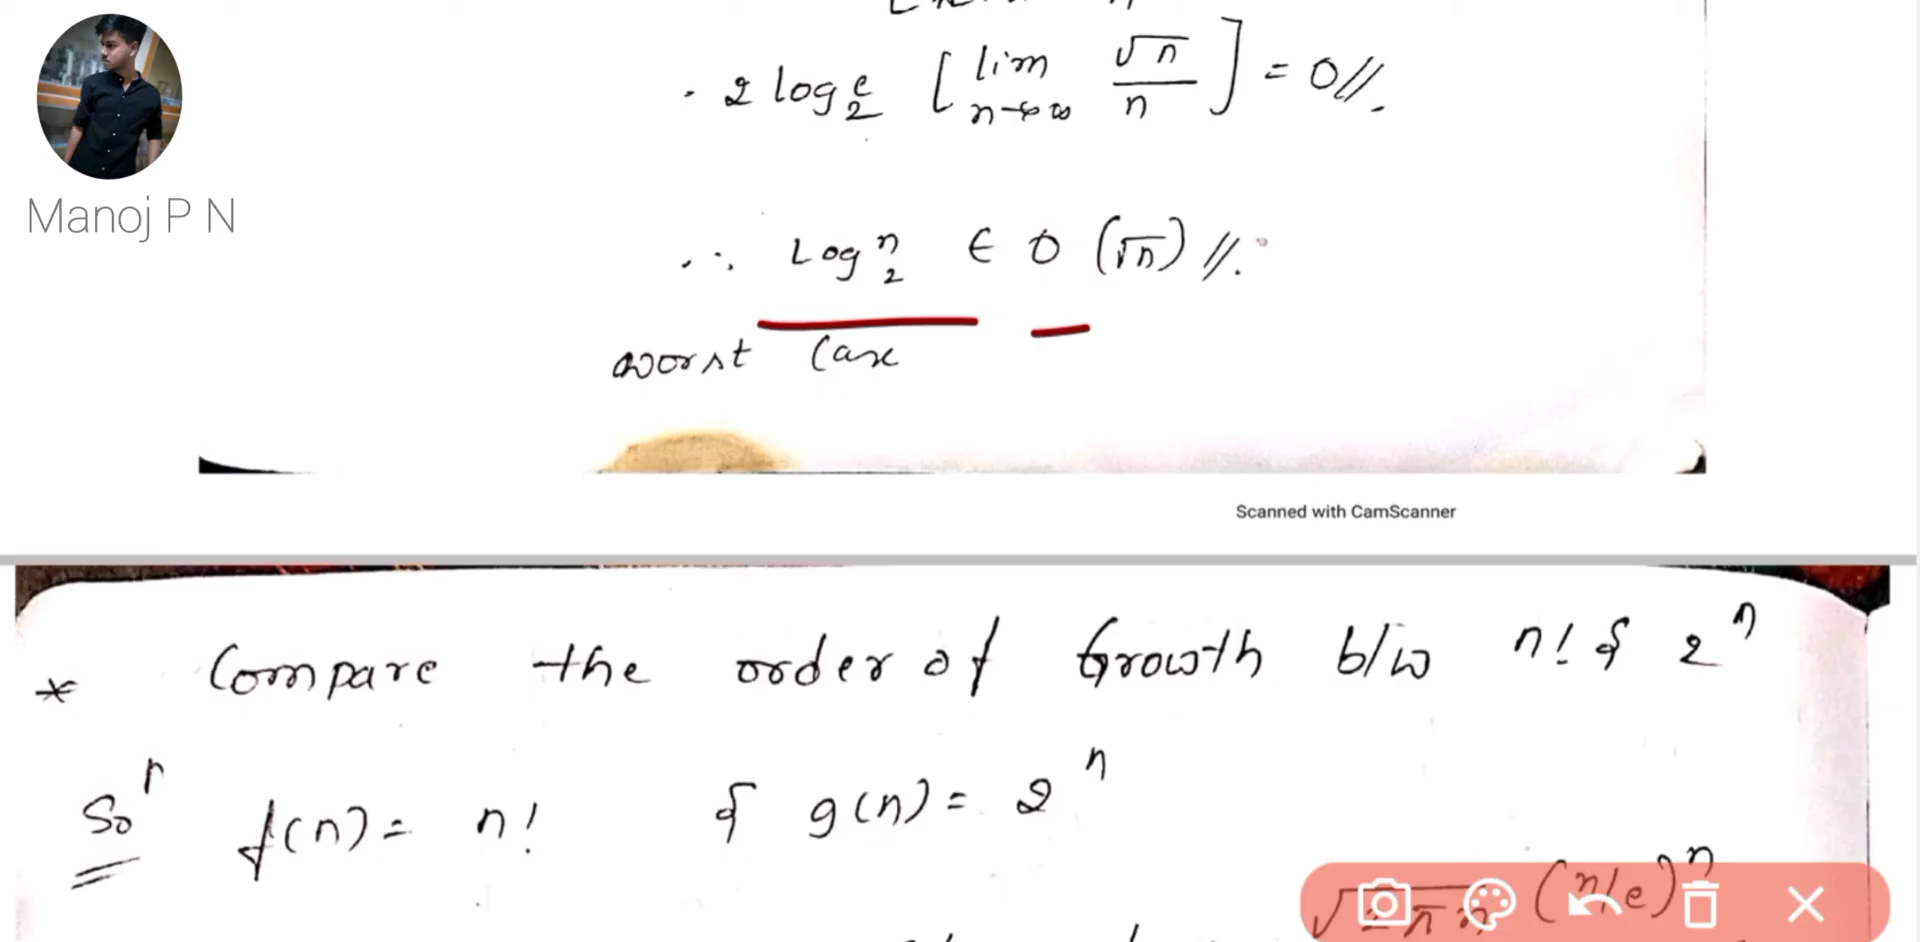 · 2 log₂e [ lim n→∞ √n / n ] = 0//.
Manoj P N
∴ Log₂n ∈ O (√n) //.
worst Case
Scanned with CamScanner
* Compare the order of Growth b/w n! & 2ⁿ
Solⁿ f(n) = n! & g(n) = 2ⁿ
√2πn (n/e)ⁿ